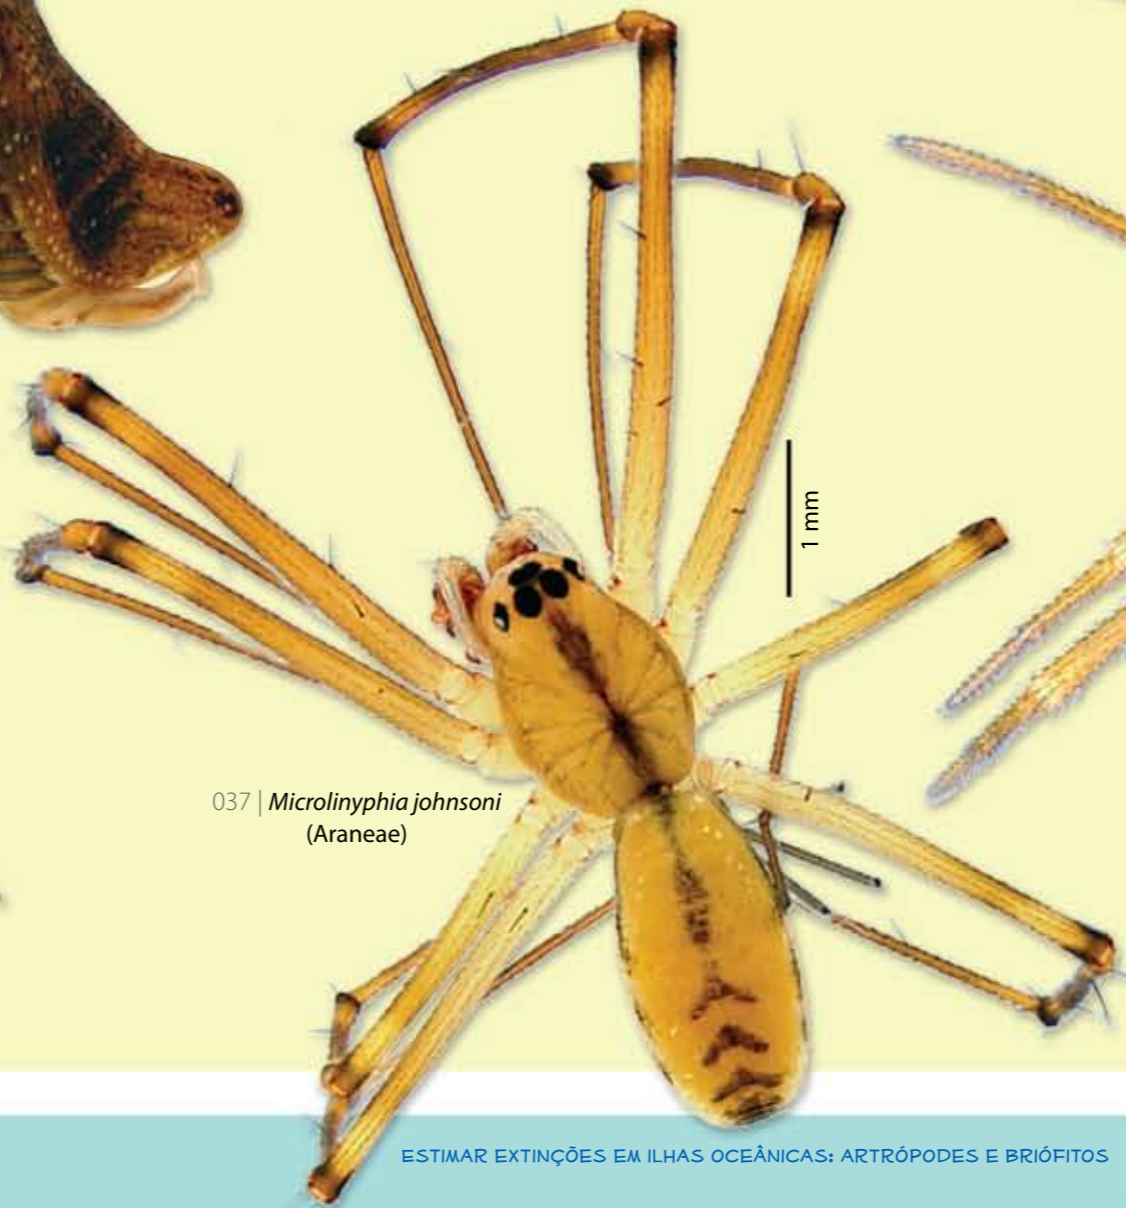 1 mm
037 | Microlinyphia johnsoni
(Araneae)
ESTIMAR EXTINÇÕES EM ILHAS OCEÂNICAS: ARTRÓPODES E BRIÓFITOS